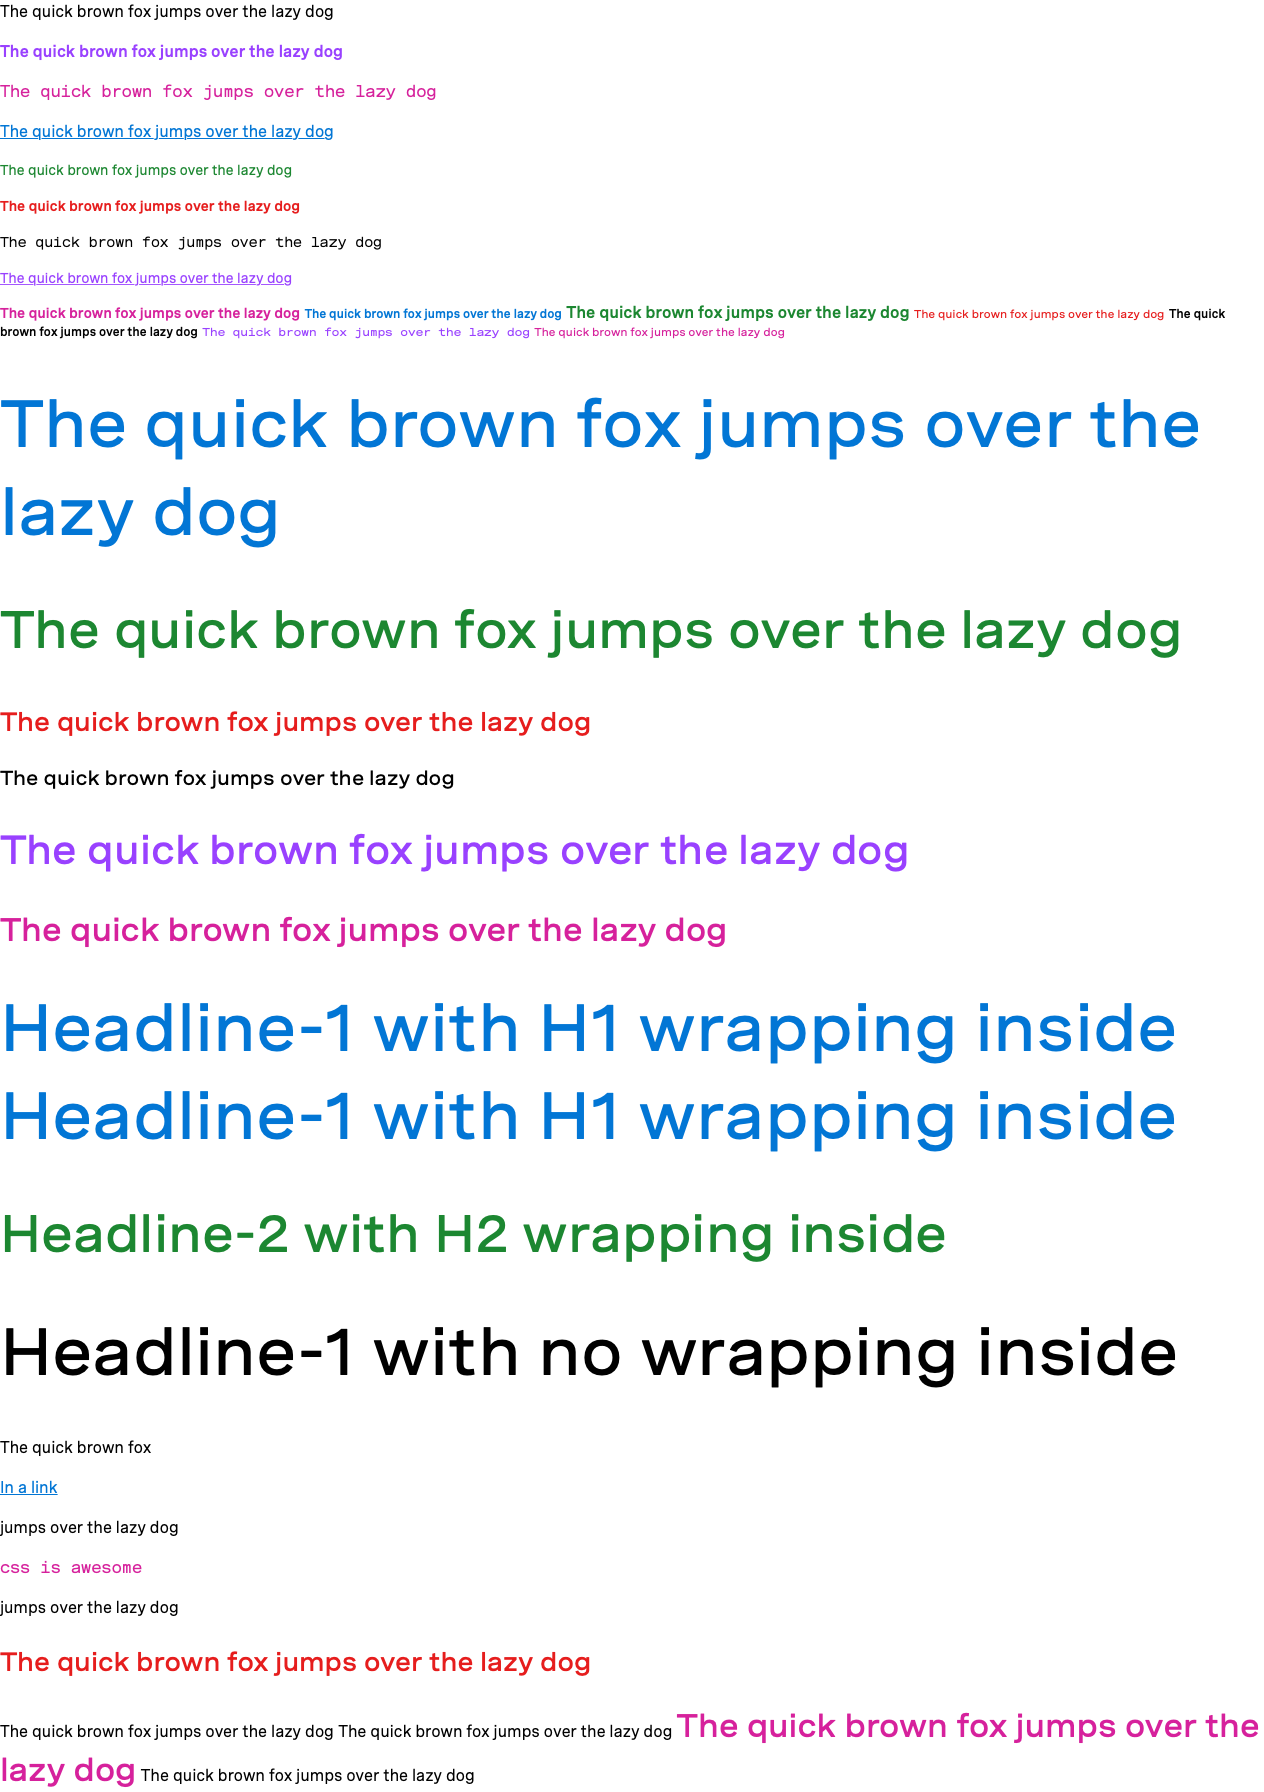 The quick brown fox jumps over the lazy dog
The quick brown fox jumps over the lazy dog
The quick brown fox jumps over the lazy dog
The quick brown fox jumps over the lazy dog
The quick brown fox jumps over the lazy dog
The quick brown fox jumps over the lazy dog
The quick brown fox jumps over the lazy dog
The quick brown fox jumps over the lazy dog
The quick brown fox jumps over the lazy dog The quick brown fox jumps over the lazy dog The quick brown fox jumps over the lazy dog The quick brown fox jumps over the lazy dog The quick
brown fox jumps over the lazy dog The quick brown fox jumps over the lazy dog The quick brown fox jumps over the lazy dog
The quick brown fox jumps over the
lazy dog
The quick brown fox jumps over the lazy dog
The quick brown fox jumps over the lazy dog
The quick brown fox jumps over the lazy dog
The quick brown fox jumps over the lazy dog
The quick brown fox jumps over the lazy dog
Headline-1 with H1 wrapping inside
Headline-1 with H1 wrapping inside
Headline-2 with H2 wrapping inside
Headline-1 with no wrapping inside
The quick brown fox
In a link
jumps over the lazy dog
css is awesome
jumps over the lazy dog
The quick brown fox jumps over the lazy dog
The quick brown fox jumps over the lazy dog The quick brown fox jumps over the lazy dog The quick brown fox jumps over the
lazy dog The quick brown fox jumps over the lazy dog